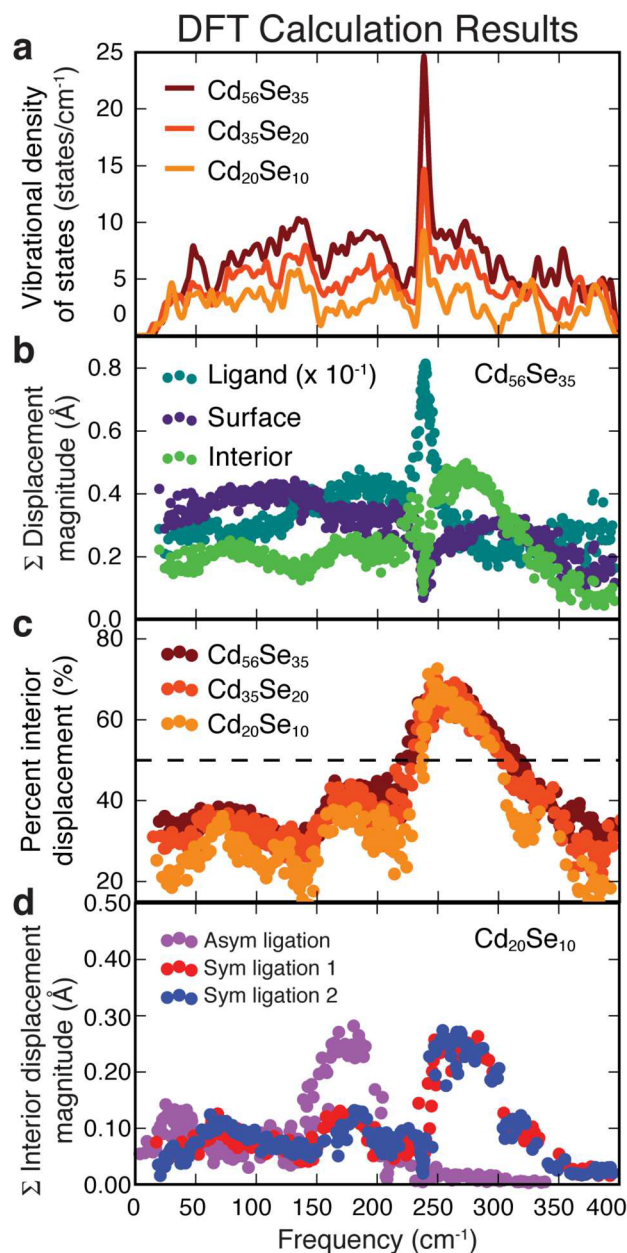 DFT Calculation Results
a
25
20
15
10
5
0
Vibrational density
of states (states/cm⁻¹)
Cd₅₆Se₃₅
Cd₃₅Se₂₀
Cd₂₀Se₁₀
b
0.8
0.6
0.4
0.2
0.0
Σ Displacement
magnitude (Å)
Ligand (x 10⁻¹)
Surface
Interior
Cd₅₆Se₃₅
c
80
60
40
20
Percent interior
displacement (%)
Cd₅₆Se₃₅
Cd₃₅Se₂₀
Cd₂₀Se₁₀
d
0.50
0.40
0.30
0.20
0.10
0.00
Σ Interior displacement
magnitude (Å)
Asym ligation
Sym ligation 1
Sym ligation 2
Cd₂₀Se₁₀
0 50 100 150 200 250 300 350 400
Frequency (cm⁻¹)